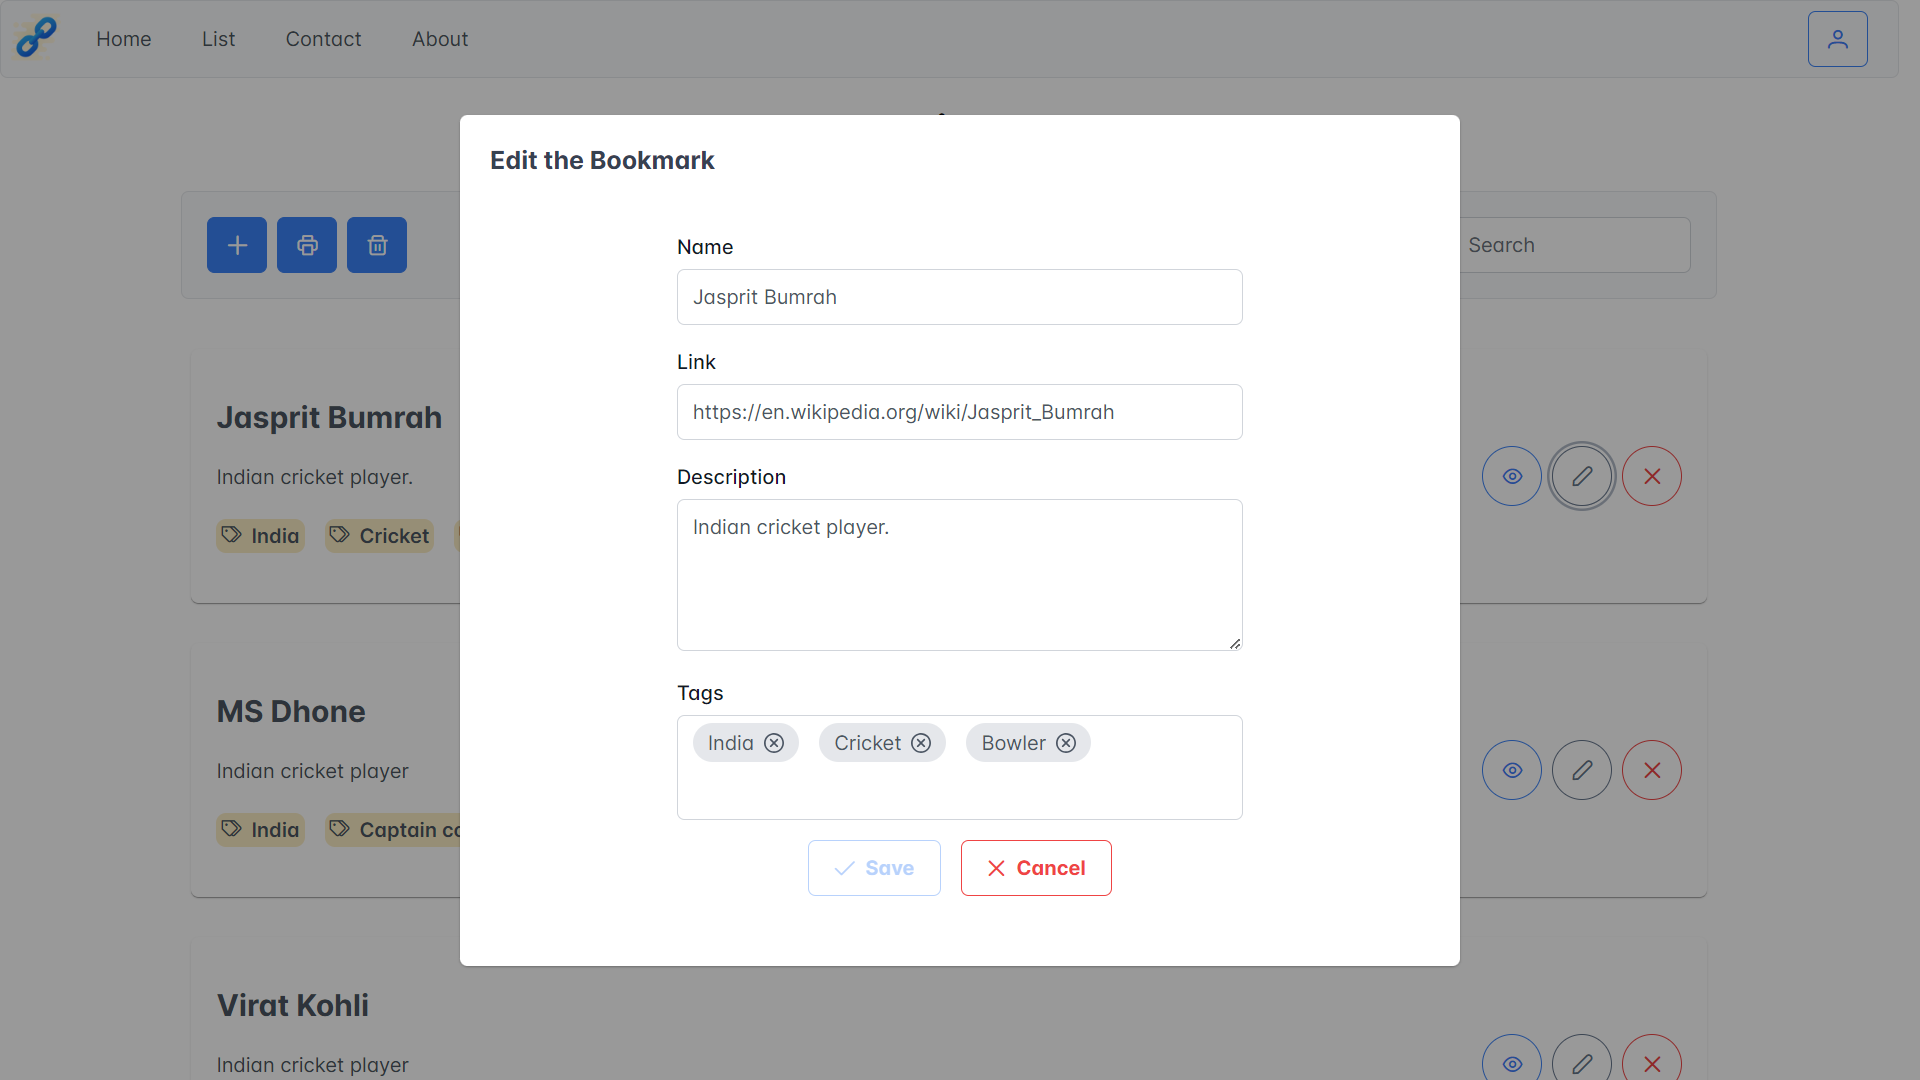 Home List Contact About
Edit the Bookmark
Search
Name
Jasprit Bumrah
Link
https://en.wikipedia.org/wiki/Jasprit_Bumrah
Description
Indian cricket player.
Tags
India Cricket Bowler
Save Cancel
Jasprit Bumrah
Indian cricket player.
India Cricket
MS Dhone
Indian cricket player
India Captain
Virat Kohli
Indian cricket player